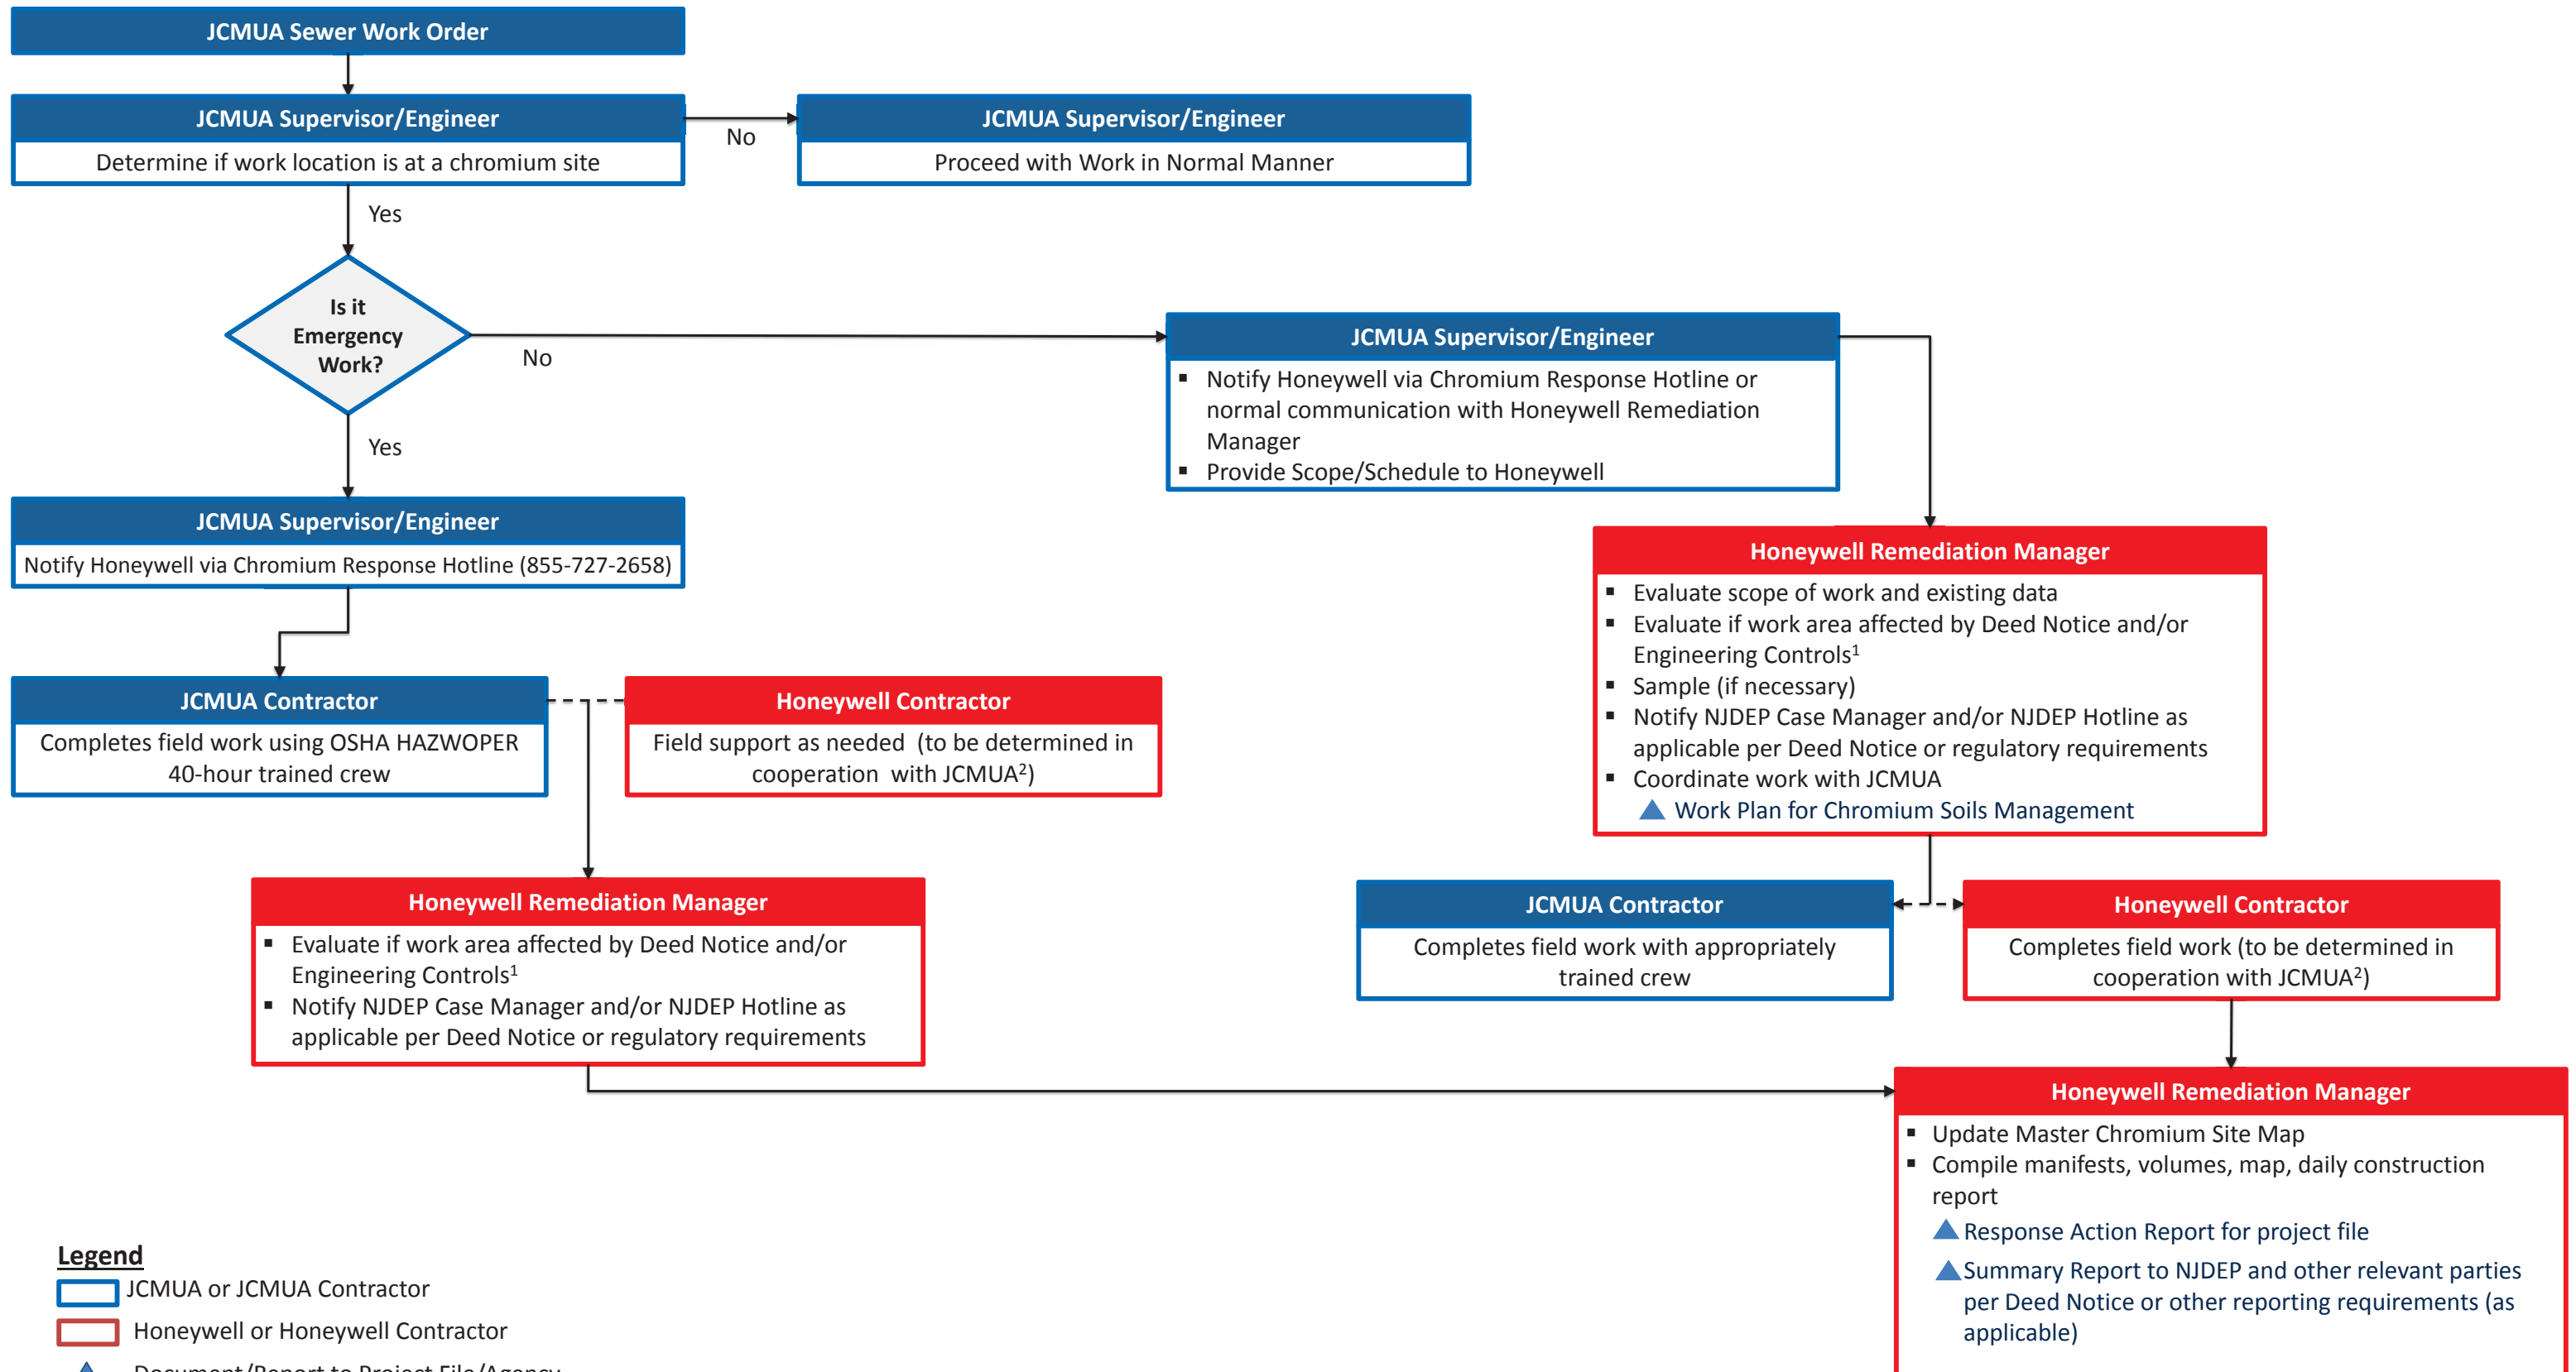 JCMUA Sewer Work Order
JCMUA Supervisor/Engineer
Determine if work location is at a chromium site
No
JCMUA Supervisor/Engineer
Proceed with Work in Normal Manner
Yes
Is it
Emergency
Work?
No
JCMUA Supervisor/Engineer
▪ Notify Honeywell via Chromium Response Hotline or
normal communication with Honeywell Remediation
Manager
▪ Provide Scope/Schedule to Honeywell
Yes
JCMUA Supervisor/Engineer
Notify Honeywell via Chromium Response Hotline (855-727-2658)
Honeywell Remediation Manager
▪ Evaluate scope of work and existing data
▪ Evaluate if work area affected by Deed Notice and/or
Engineering Controls¹
▪ Sample (if necessary)
▪ Notify NJDEP Case Manager and/or NJDEP Hotline as
applicable per Deed Notice or regulatory requirements
▪ Coordinate work with JCMUA
Work Plan for Chromium Soils Management
JCMUA Contractor
Completes field work using OSHA HAZWOPER
40-hour trained crew
Honeywell Contractor
Field support as needed (to be determined in
cooperation with JCMUA²)
Honeywell Remediation Manager
▪ Evaluate if work area affected by Deed Notice and/or
Engineering Controls¹
▪ Notify NJDEP Case Manager and/or NJDEP Hotline as
applicable per Deed Notice or regulatory requirements
JCMUA Contractor
Completes field work with appropriately
trained crew
Honeywell Contractor
Completes field work (to be determined in
cooperation with JCMUA²)
Honeywell Remediation Manager
▪ Update Master Chromium Site Map
▪ Compile manifests, volumes, map, daily construction
report
Response Action Report for project file
Summary Report to NJDEP and other relevant parties
per Deed Notice or other reporting requirements (as
applicable)
Legend
JCMUA or JCMUA Contractor
Honeywell or Honeywell Contractor
Document/Report to Project File/Agency